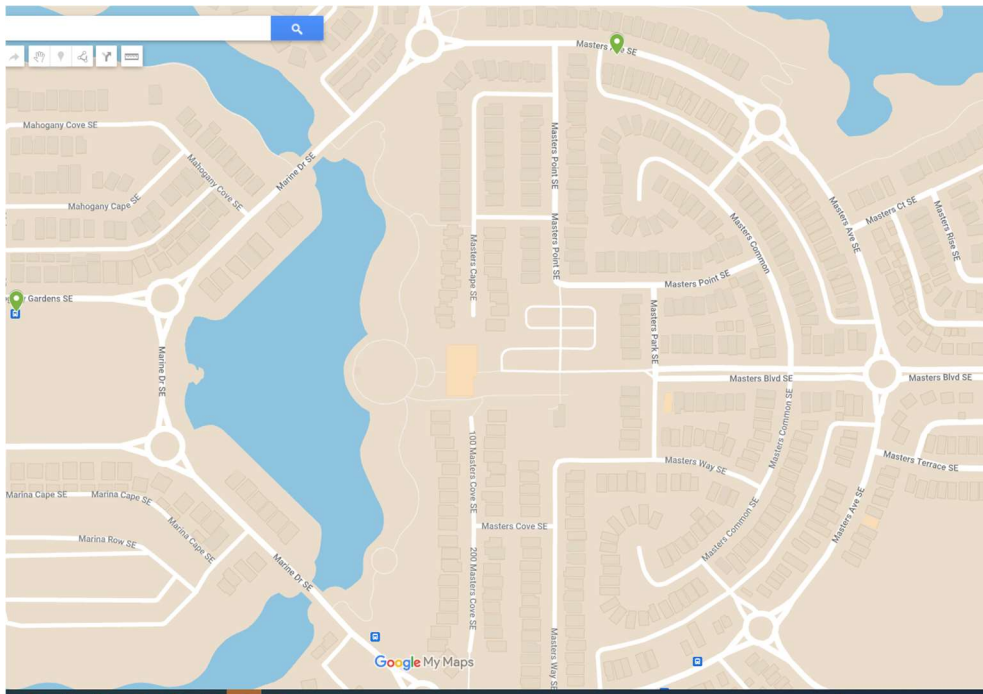 Masters SE
Mahogany Cove SE
Mahogany Cove SE
Marine Dr SE
Mahogany Cape SE
Masters Point SE
Masters Ct SE
Masters Rise SE
Masters Ave SE
Masters Common
Masters Point SE
Masters Cape SE
Masters Point SE
Gardens SE
Masters Park SE
Marine Dr SE
Masters Blvd SE
Masters Blvd SE
Masters Common SE
100 Masters Cove SE
Masters Way SE
Masters Terrace SE
Marina Cape SE
Marina Cape SE
Marina Cape SE
Masters Cove SE
Masters Common SE
Masters Ave SE
Marina Row SE
Marine Dr SE
200 Masters Cove SE
Masters Way SE
Google My Maps